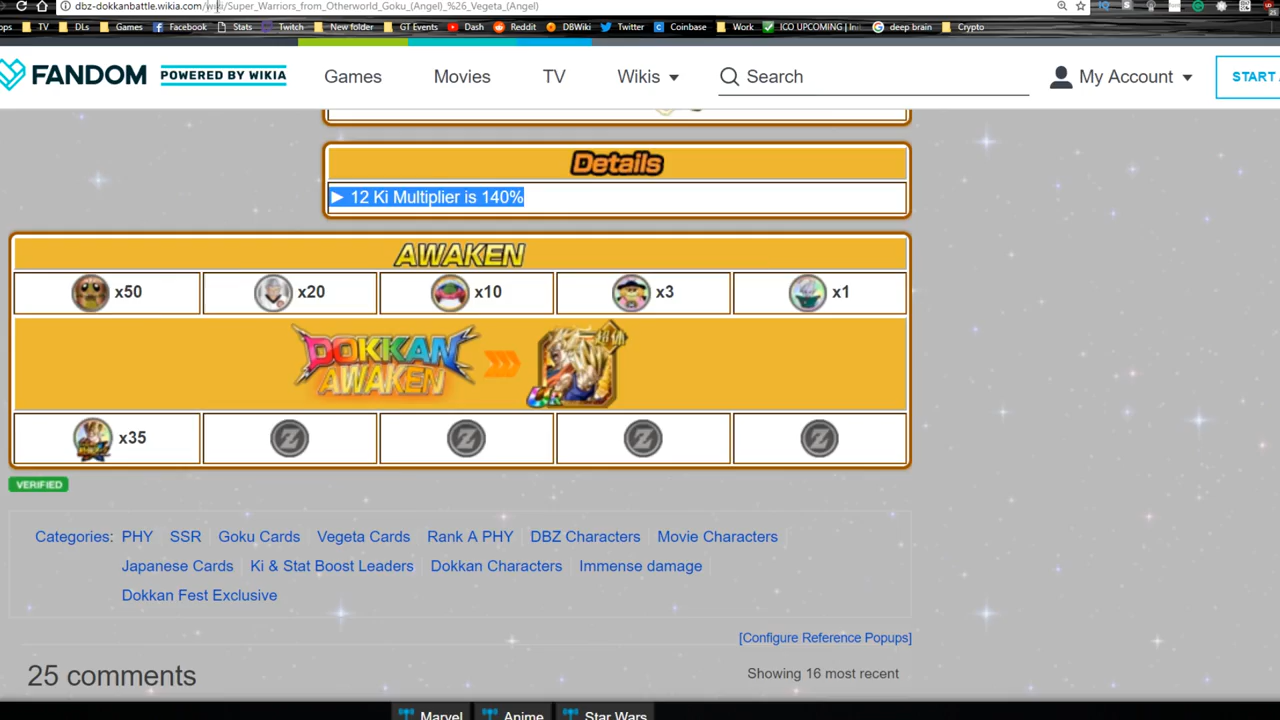 dbz-dokkanbattle.wikia.com/wiki/Super_Warriors_from_Otherworld_Goku_(Angel)_%26_Vegeta_(Angel)
TV DLs Games Facebook Stats Twitch New folder GT Events Dash Reddit DBWiki Twitter Coinbase Work ICO UPCOMING | In deep brain Crypto
FANDOM POWERED BY WIKIA Games Movies TV Wikis Search My Account START
Details
► 12 Ki Multiplier is 140%
AWAKEN
x50 x20 x10 x3 x1
DOKKAN
AWAKEN
x35 Z Z Z Z
VERIFIED
Categories: PHY SSR Goku Cards Vegeta Cards Rank A PHY DBZ Characters Movie Characters
Japanese Cards Ki & Stat Boost Leaders Dokkan Characters Immense damage
Dokkan Fest Exclusive
[Configure Reference Popups]
25 comments Showing 16 most recent
Marvel Anime Star Wars